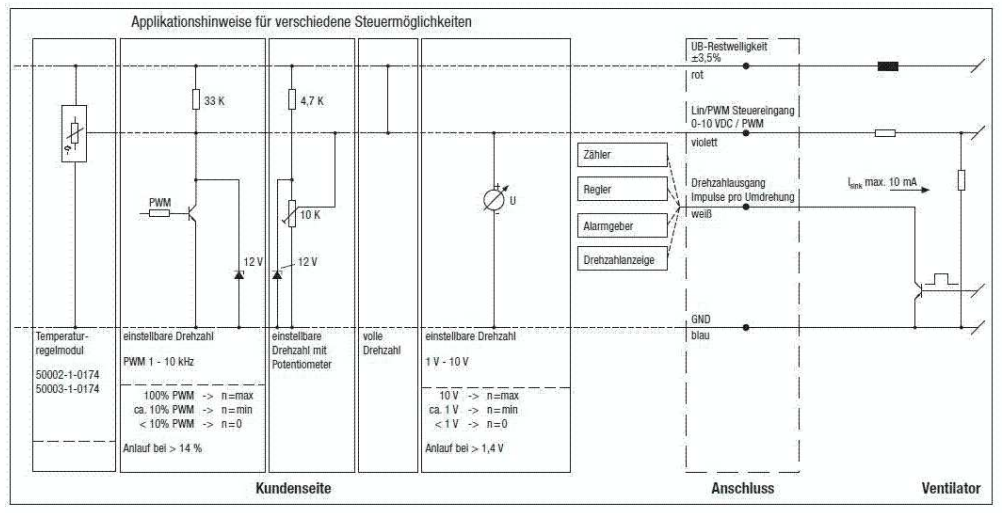 Applikationshinweise für verschiedene Steuermöglichkeiten
33 K
PWM
12 V
4,7 K
10 K
12 V
+
U
-
Zähler
Regler
Alarmgeber
Drehzahlanzeige
UB-Restwelligkeit
±3,5%
rot
Lin/PWM Steuereingang
0-10 VDC / PWM
violett
Drehzahlausgang
Impulse pro Umdrehung
weiß
GND
blau
Isink max. 10 mA
Temperatur-
regelmodul
50002-1-0174
50003-1-0174
einstellbare Drehzahl
PWM 1 - 10 kHz
100% PWM -> n=max
ca. 10% PWM -> n=min
< 10% PWM -> n=0
Anlauf bei > 14 %
einstellbare
Drehzahl mit
Potentiometer
volle
Drehzahl
einstellbare Drehzahl
1 V - 10 V
10 V -> n=max
ca. 1 V -> n=min
< 1 V -> n=0
Anlauf bei > 1,4 V
Kundenseite
Anschluss
Ventilator